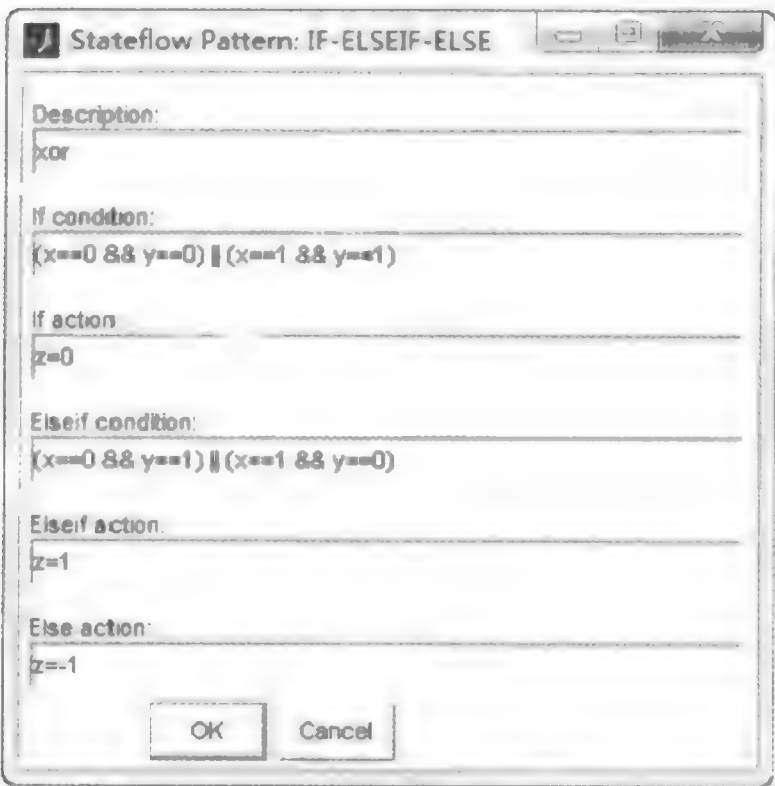 Stateflow Pattern: IF-ELSEIF-ELSE
Description:
xor
If condition:
(x==0 && y==0) || (x==1 && y==1)
If action
z=0
Elseif condition:
(x==0 && y==1) || (x==1 && y==0)
Elseif action:
z=1
Else action:
z=-1
OK Cancel